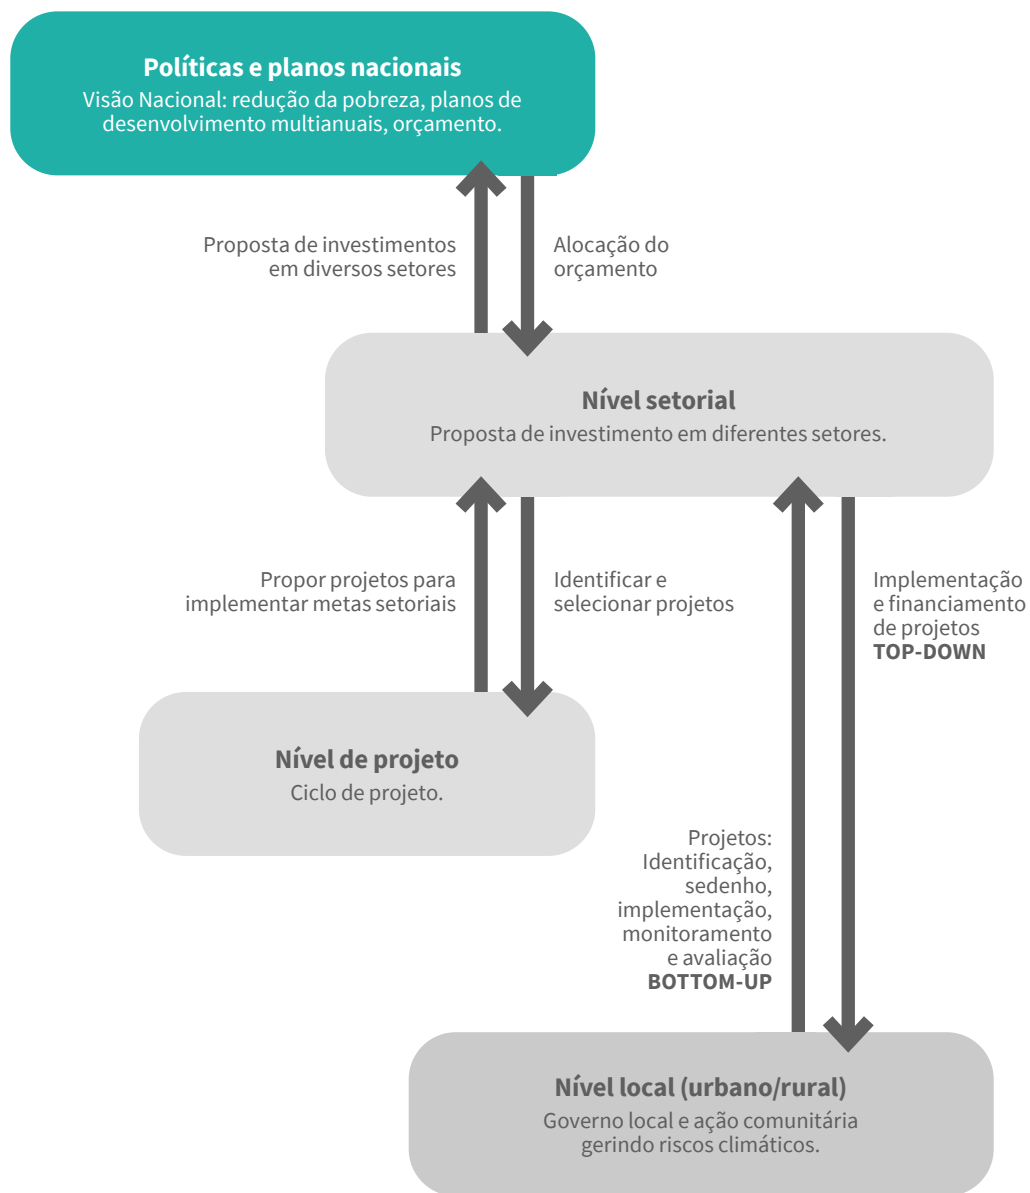 Políticas e planos nacionais
Visão Nacional: redução da pobreza, planos de
desenvolvimento multianuais, orçamento.
Proposta de investimentos
em diversos setores
Alocação do
orçamento
Nível setorial
Proposta de investimento em diferentes setores.
Propor projetos para
implementar metas setoriais
Identificar e
selecionar projetos
Implementação
e financiamento
de projetos
TOP-DOWN
Nível de projeto
Ciclo de projeto.
Projetos:
Identificação,
sedenho,
implementação,
monitoramento
e avaliação
BOTTOM-UP
Nível local (urbano/rural)
Governo local e ação comunitária
gerindo riscos climáticos.